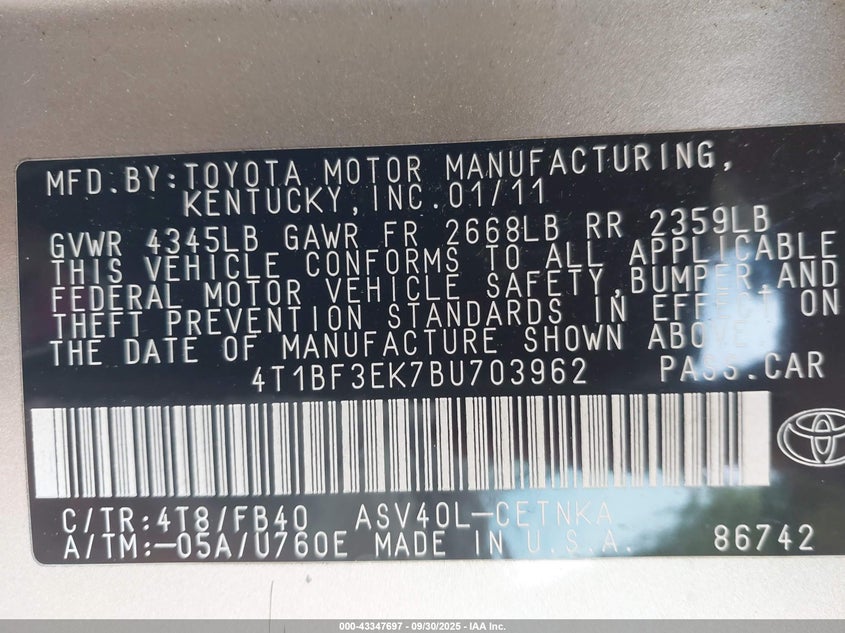 MFD.BY:TOYOTA MOTOR MANUFACTURING,
KENTUCKY,INC.01/11
GVWR 4345LB GAWR FR 2668LB RR 2359LB
THIS VEHICLE CONFORMS TO ALL APPLICABLE
FEDERAL MOTOR VEHICLE SAFETY,BUMPER,AND
THEFT PREVENTION STANDARDS IN EFFECT ON
THE DATE OF MANUFACTURE SHOWN ABOVE.
4T1BF3EK7BU703962 PASS.CAR
C/TR:4T8/FB40 ASV40L-CETNKA
A/TM:-05A/U760E MADE IN U.S.A. 86742
000-43347697 - 09/30/2025 - IAA Inc.